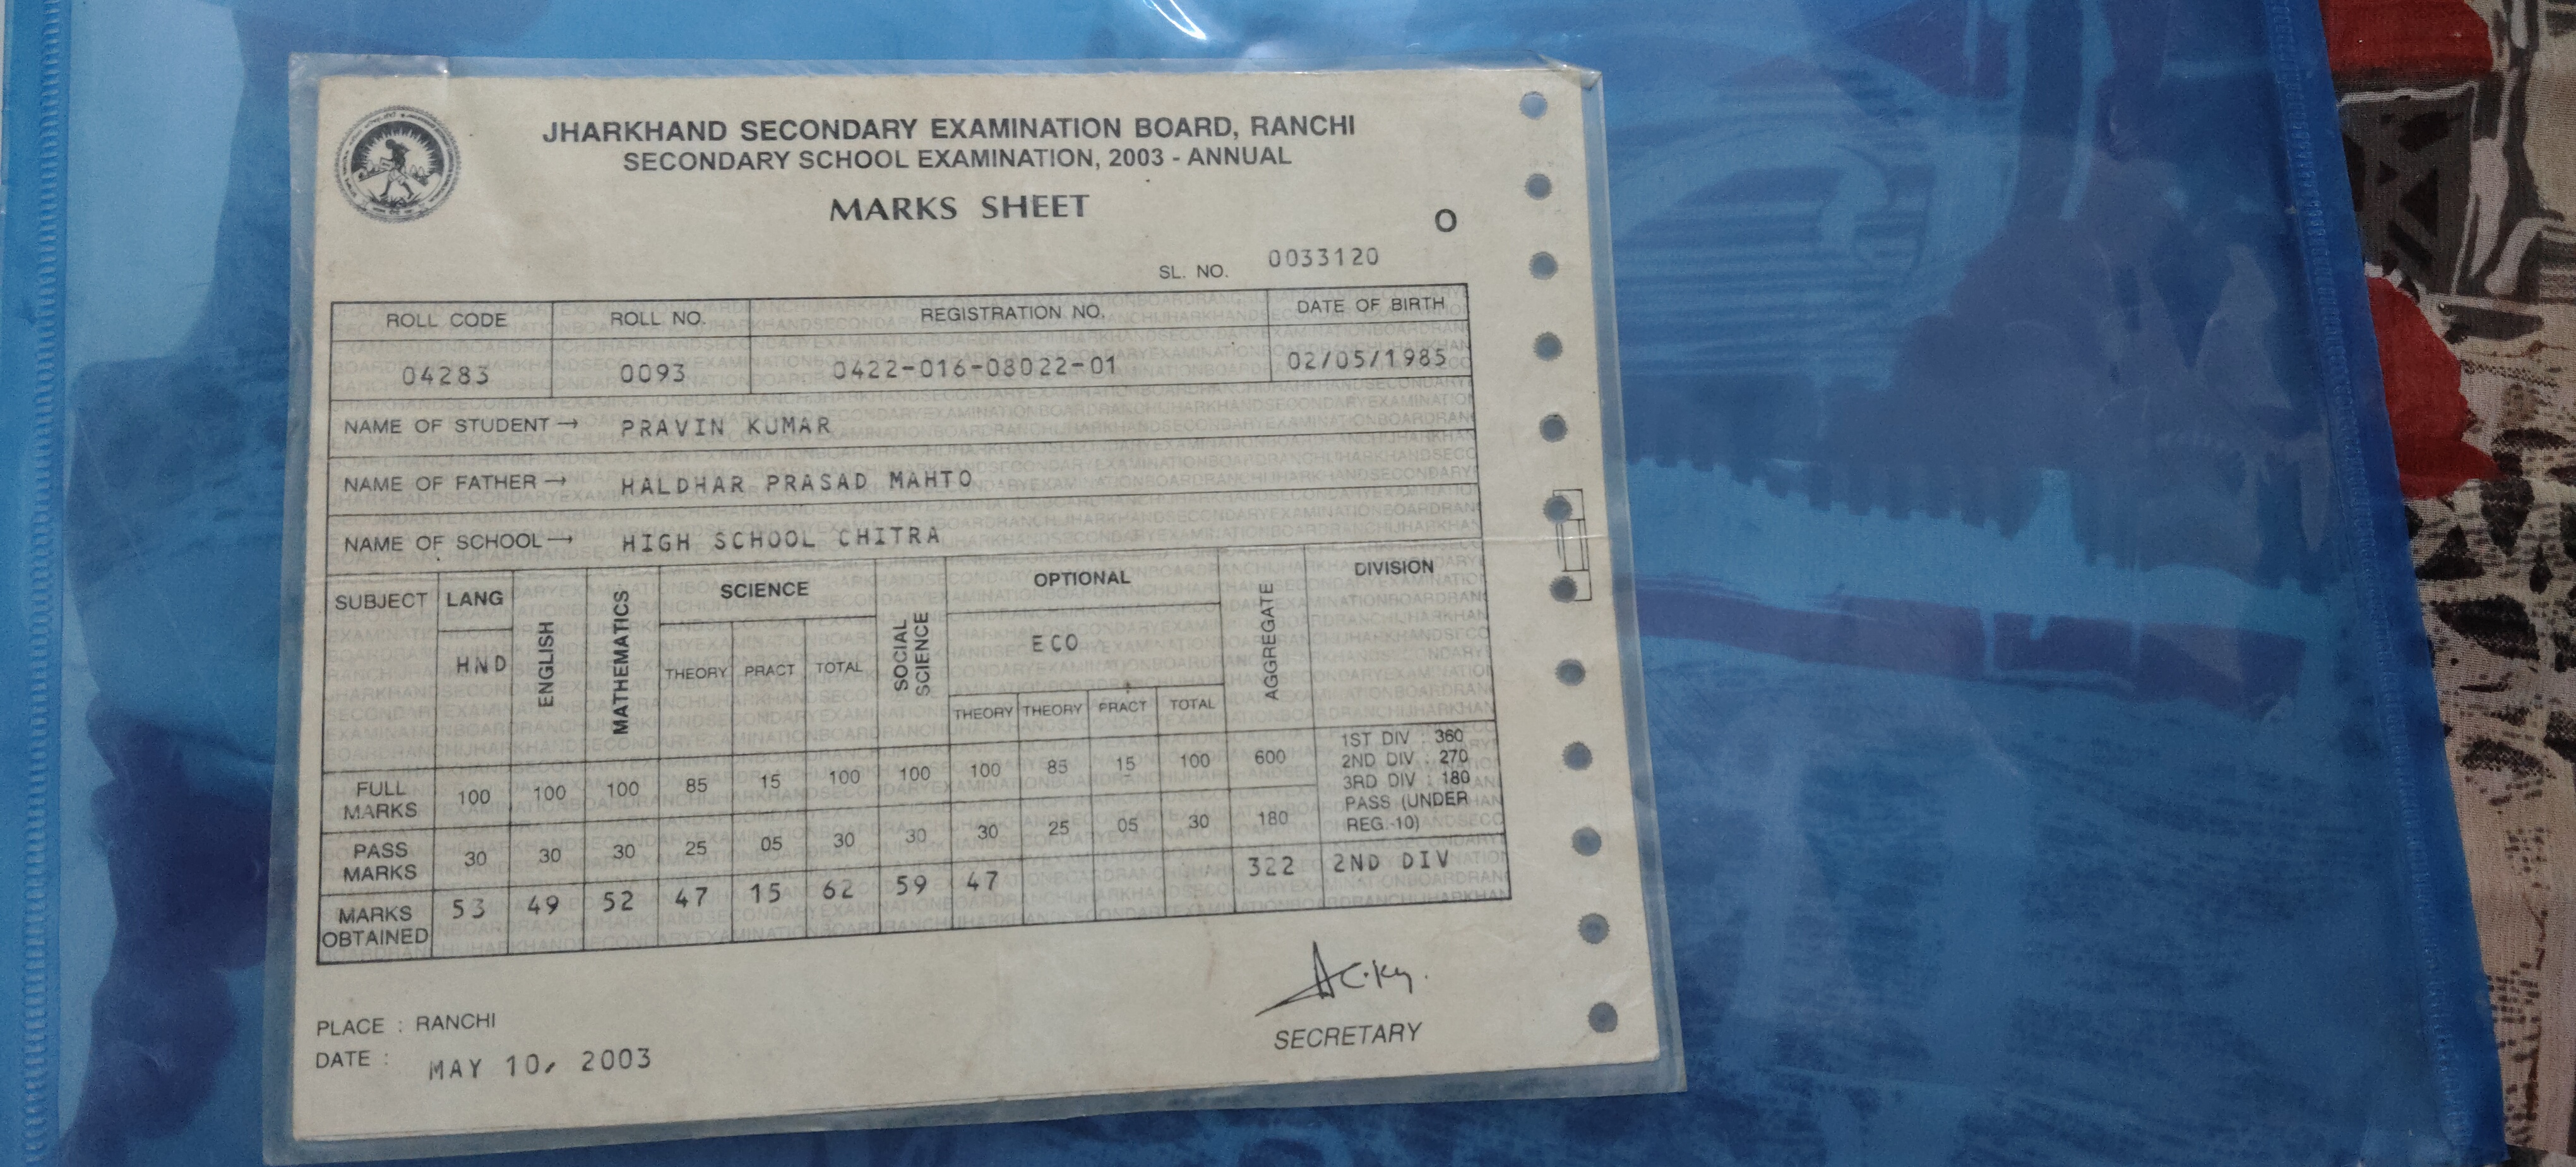 JHARKHAND SECONDARY EXAMINATION BOARD, RANCHI
SECONDARY SCHOOL EXAMINATION, 2003 - ANNUAL
MARKS SHEET
O
SL. NO. 0033120
ROLL CODE ROLL NO. REGISTRATION NO. DATE OF BIRTH
04283 0093 0422-016-08022-01 02/05/1985
NAME OF STUDENT→ PRAVIN KUMAR
NAME OF FATHER→ HALDHAR PRASAD MAHTO
NAME OF SCHOOL→ HIGH SCHOOL CHITRA
SUBJECT LANG ENGLISH MATHEMATICS SCIENCE SOCIAL SCIENCE OPTIONAL AGGREGATE DIVISION
HND ECO
THEORY PRACT TOTAL THEORY THEORY PRACT TOTAL
FULL MARKS 100 100 100 85 15 100 100 100 85 15 100 600
1ST DIV : 360
2ND DIV : 270
3RD DIV : 180
PASS (UNDER
REG.-10)
PASS MARKS 30 30 30 25 05 30 30 30 25 05 30 180
MARKS OBTAINED 53 49 52 47 15 62 59 47 322 2ND DIV
PLACE : RANCHI
DATE : MAY 10, 2003
SECRETARY